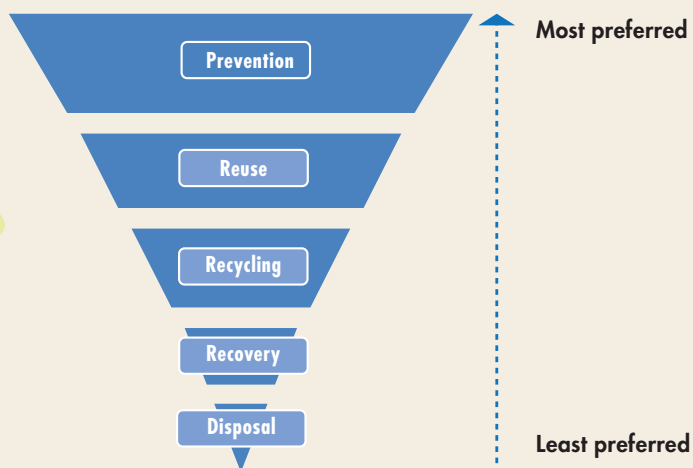 Most preferred
Prevention
Reuse
Recycling
Recovery
Disposal
Least preferred